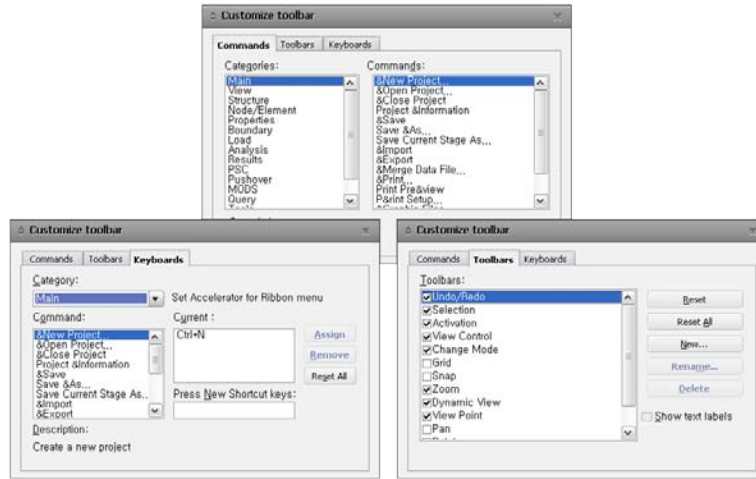 Customize toolbar
Commands Toolbars Keyboards
Categories:
Main
View
Structure
Node/Element
Properties
Boundary
Load
Analysis
Results
PSC
Pushover
MODS
Query
Commands:
&New Project...
&Open Project...
&Close Project
Project &Information
&Save
Save &As...
Save Current Stage As...
&Import
&Export
&Merge Data File...
&Print...
Print Pre&view
P&rint Setup...
Customize toolbar
Commands Toolbars Keyboards
Category:
Main
Set Accelerator for Ribbon menu
Command:
&New Project...
&Open Project...
&Close Project
Project &Information
&Save
Save &As...
Save Current Stage As...
&Import
&Export
Current :
Ctrl+N
Press New Shortcut keys:
Assign
Remove
Reset All
Description:
Create a new project
Customize toolbar
Commands Toolbars Keyboards
Toolbars:
Undo/Redo
Selection
Activation
View Control
Change Mode
Grid
Snap
Zoom
Dynamic View
View Point
Pan
Reset
Reset All
New...
Rename...
Delete
Show text labels